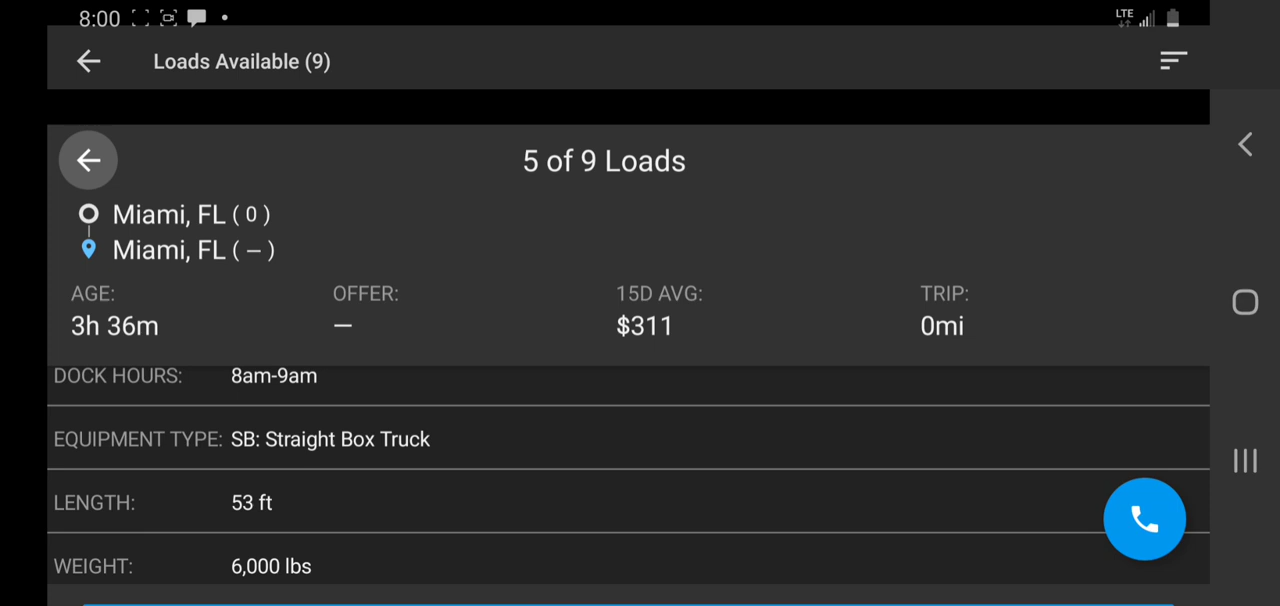 8:00
LTE
Loads Available (9)
5 of 9 Loads
Miami, FL ( 0 )
Miami, FL ( – )
AGE: OFFER: 15D AVG: TRIP:
3h 36m — $311 0mi
DOCK HOURS: 8am-9am
EQUIPMENT TYPE: SB: Straight Box Truck
LENGTH: 53 ft
WEIGHT: 6,000 lbs